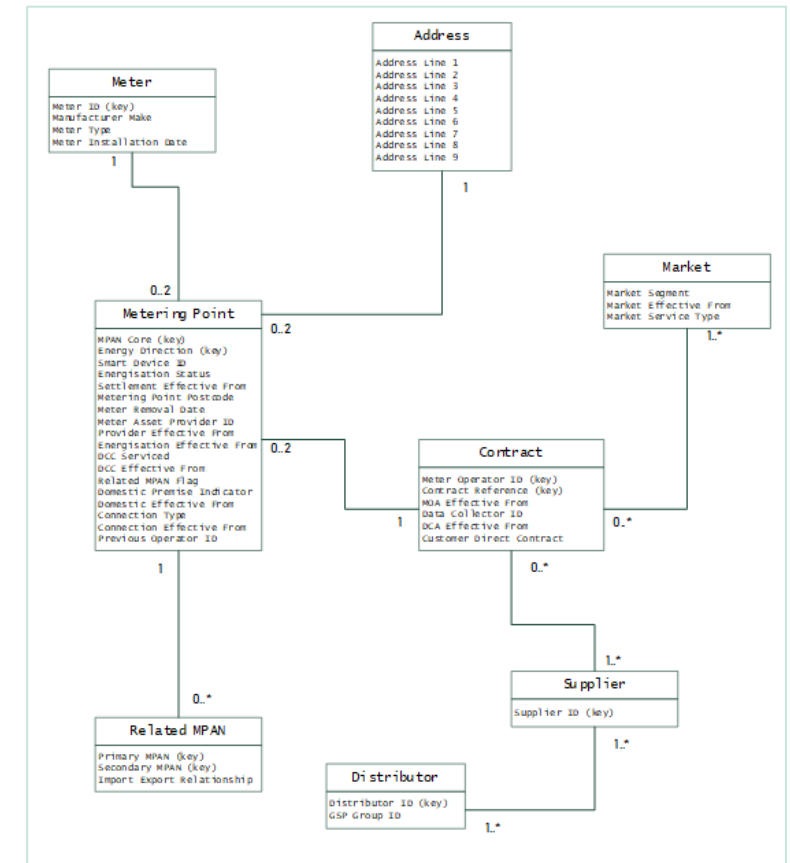 Address
Address Line 1
Address Line 2
Address Line 3
Address Line 4
Address Line 5
Address Line 6
Address Line 7
Address Line 8
Address Line 9
1
Meter
Meter ID (key)
Manufacturer Make
Meter Type
Meter Installation Date
1
0..2
Metering Point
MPAN Core (key)
Energy Direction (key)
Smart Device ID
Energisation Status
Settlement Effective From
Metering Point Postcode
Meter Removal Date
Meter Asset Provider ID
Provider Effective From
Energisation Effective From
DCC Serviced
DCC Effective From
Related MPAN Flag
Domestic Premise Indicator
Domestic Effective From
Connection Type
Connection Effective From
Previous Operator ID
0..2
0..2
1
Market
Market Segment
Market Effective From
Market Service Type
1..*
Contract
Meter Operator ID (key)
Contract Reference (key)
MOA Effective From
Data Collector ID
DCA Effective From
Customer Direct Contract
1
0..*
0..*
1..*
Supplier
Supplier ID (key)
1..*
0..*
Related MPAN
Primary MPAN (key)
Secondary MPAN (key)
Import Export Relationship
Distributor
Distributor ID (key)
GSP Group ID
1..*